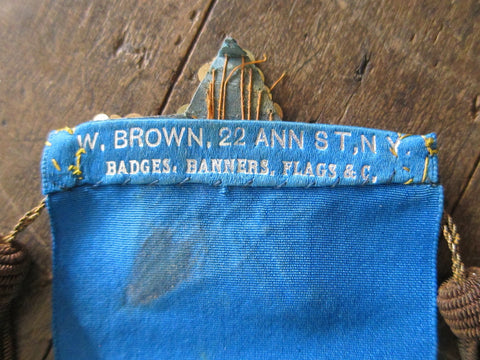 W. BROWN, 22 ANN ST, N.Y.
BADGES, BANNERS, FLAGS & C.